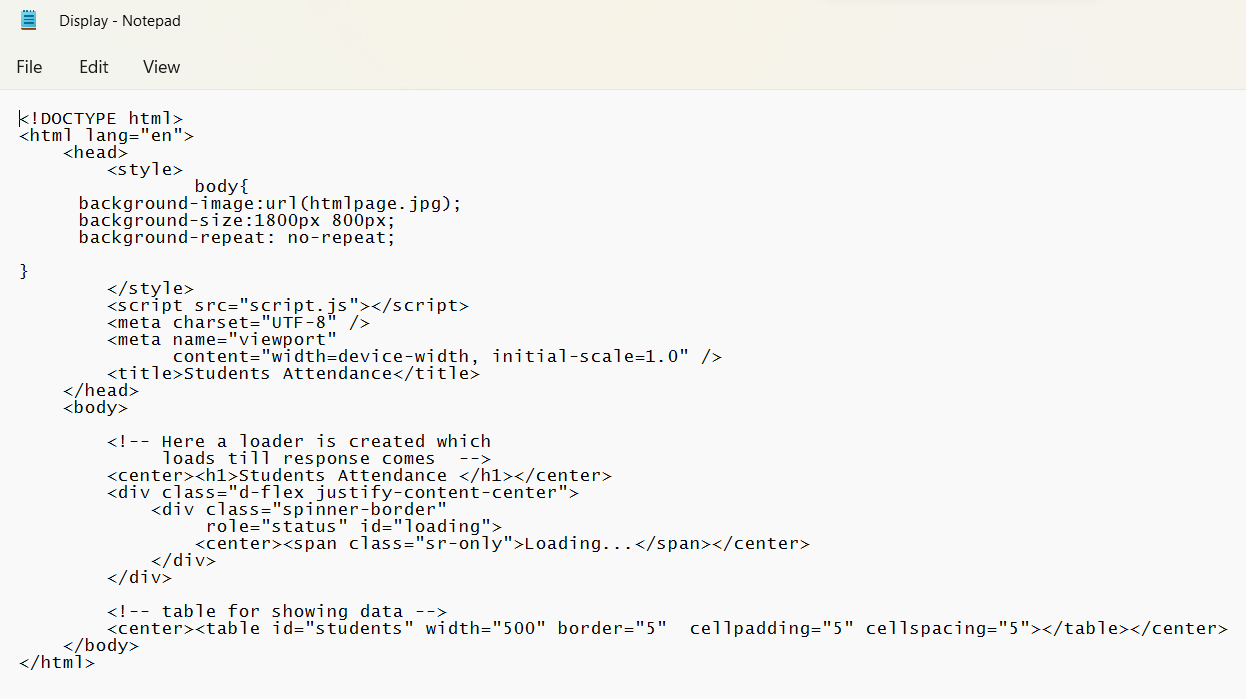 Display - Notepad
File Edit View
<!DOCTYPE html>
<html lang="en">
    <head>
        <style>
                body{
     background-image:url(htmlpage.jpg);
     background-size:1800px 800px;
     background-repeat: no-repeat;
}
        </style>
        <script src="script.js"></script>
        <meta charset="UTF-8" />
        <meta name="viewport"
              content="width=device-width, initial-scale=1.0" />
        <title>Students Attendance</title>
    </head>
    <body>
        <!-- Here a loader is created which
             loads till response comes  -->
        <center><h1>Students Attendance </h1></center>
        <div class="d-flex justify-content-center">
            <div class="spinner-border"
                 role="status" id="loading">
                <center><span class="sr-only">Loading...</span></center>
            </div>
        </div>
        <!-- table for showing data -->
        <center><table id="students" width="500" border="5"  cellpadding="5" cellspacing="5"></table></center>
    </body>
</html>